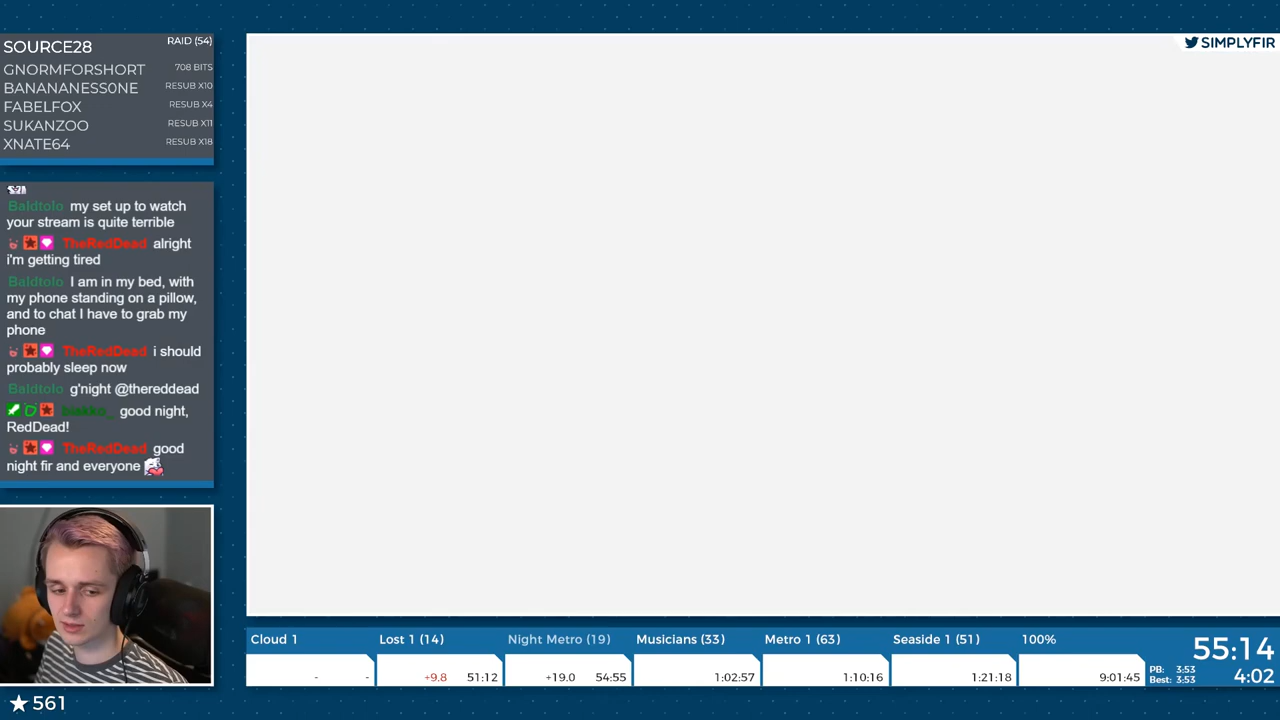 SOURCE28 RAID (54)
GNORMFORSHORT 708 BITS
BANANANESS0NE RESUB X10
FABELFOX RESUB X4
SUKANZOO RESUB X11
XNATE64 RESUB X18
Baldtolo my set up to watch
your stream is quite terrible
TheRedDead alright
i'm getting tired
Baldtolo I am in my bed, with
my phone standing on a pillow,
and to chat I have to grab my
phone
TheRedDead i should
probably sleep now
Baldtolo g'night @thereddead
good night,
RedDead!
TheRedDead good
night fir and everyone
SIMPLYFIR
Cloud 1 Lost 1 (14) Night Metro (19) Musicians (33) Metro 1 (63) Seaside 1 (51) 100%
- - +9.8 51:12 +19.0 54:55 1:02:57 1:10:16 1:21:18 9:01:45
55:14
PB: 3:53
Best: 3:53
4:02
★ 561